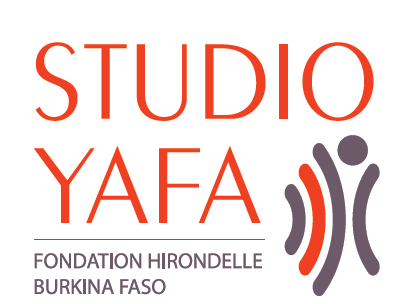 STUDIO
YAFA
FONDATION HIRONDELLE
BURKINA FASO